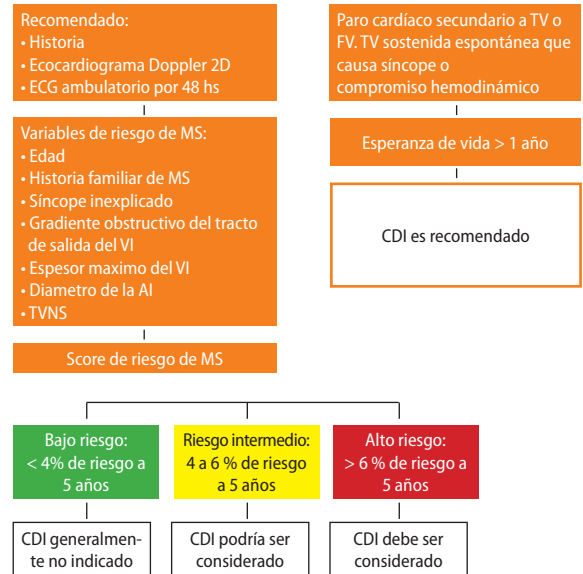 Recomendado:
• Historia
• Ecocardiograma Doppler 2D
• ECG ambulatorio por 48 hs
Variables de riesgo de MS:
• Edad
• Historia familiar de MS
• Síncope inexplicado
• Gradiente obstructivo del tracto
de salida del VI
• Espesor maximo del VI
• Diametro de la AI
• TVNS
Score de riesgo de MS
Paro cardíaco secundario a TV o
FV. TV sostenida espontánea que
causa síncope o
compromiso hemodinámico
Esperanza de vida > 1 año
CDI es recomendado
Bajo riesgo:
< 4% de riesgo a
5 años
Riesgo intermedio:
4 a 6 % de riesgo
a 5 años
Alto riesgo:
> 6 % de riesgo a
5 años
CDI generalmen-
te no indicado
CDI podría ser
considerado
CDI debe ser
considerado